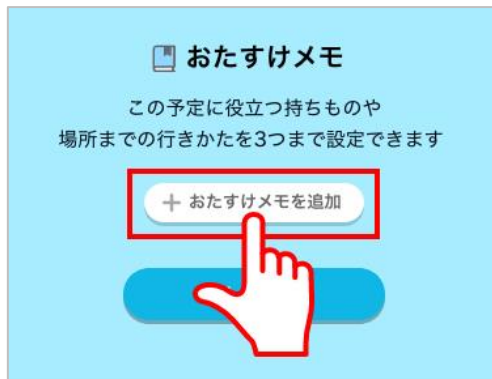 おたすけメモ
この予定に役立つ持ちものや
場所までの行きかたを3つまで設定できます
+ おたすけメモを追加